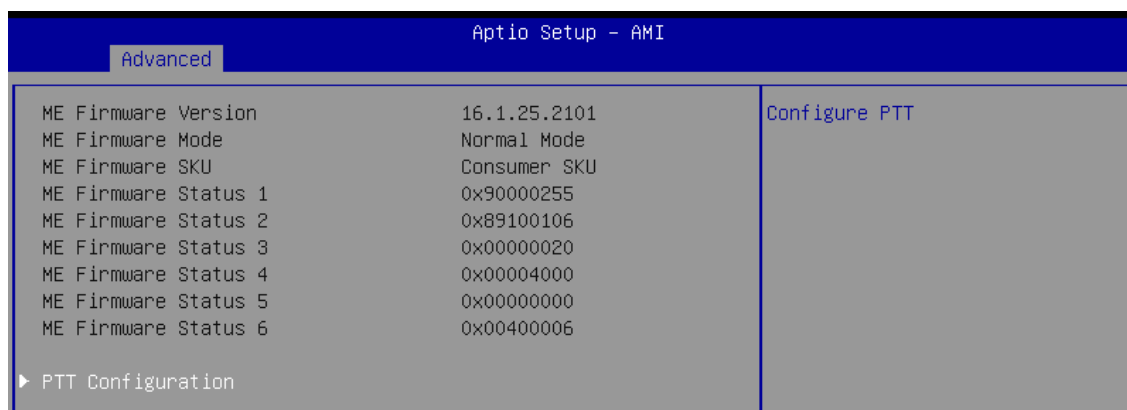 Aptio Setup - AMI
Advanced
ME Firmware Version 16.1.25.2101 Configure PTT
ME Firmware Mode Normal Mode
ME Firmware SKU Consumer SKU
ME Firmware Status 1 0x90000255
ME Firmware Status 2 0x89100106
ME Firmware Status 3 0x00000020
ME Firmware Status 4 0x00004000
ME Firmware Status 5 0x00000000
ME Firmware Status 6 0x00400006
PTT Configuration